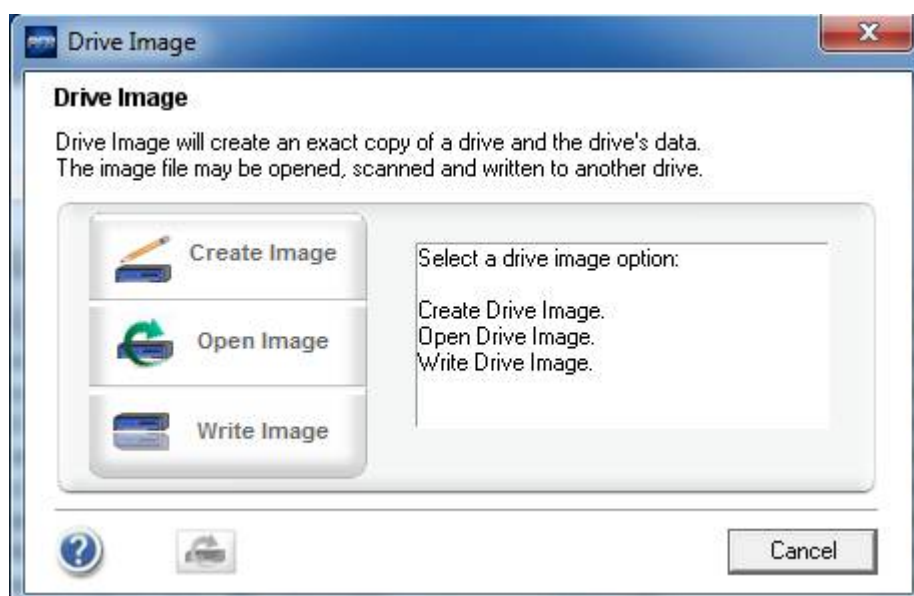 Drive Image
Drive Image
Drive Image will create an exact copy of a drive and the drive's data.
The image file may be opened, scanned and written to another drive.
Create Image
Open Image
Write Image
Select a drive image option:
Create Drive Image.
Open Drive Image.
Write Drive Image.
Cancel